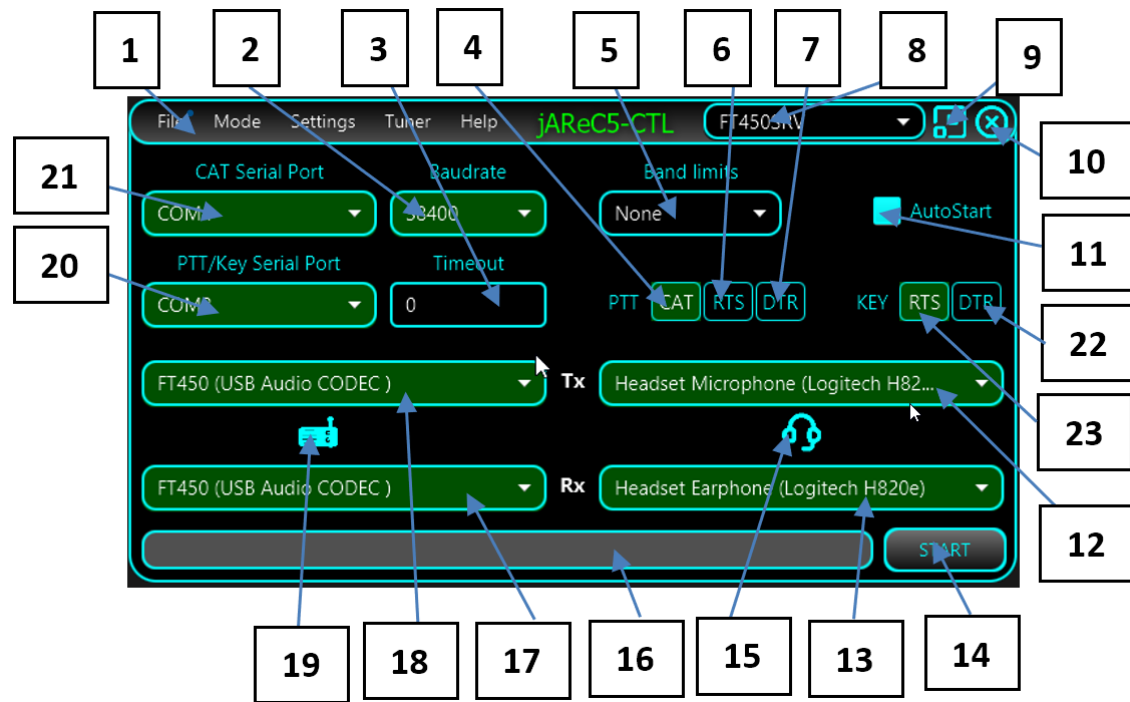 1 2 3 4 5 6 7 8 9
File Mode Settings Tuner Help jAReC5-CTL FT450SRV
10
CAT Serial Port Baudrate Band limits
21
38400 None AutoStart
11
20
PTT/Key Serial Port Timeout
0 PTT CAT RTS DTR KEY RTS DTR
22
FT450 (USB Audio CODEC ) Tx Headset Microphone (Logitech H82...
23
FT450 (USB Audio CODEC ) Rx Headset Earphone (Logitech H820e)
12
START
19 18 17 16 15 13 14